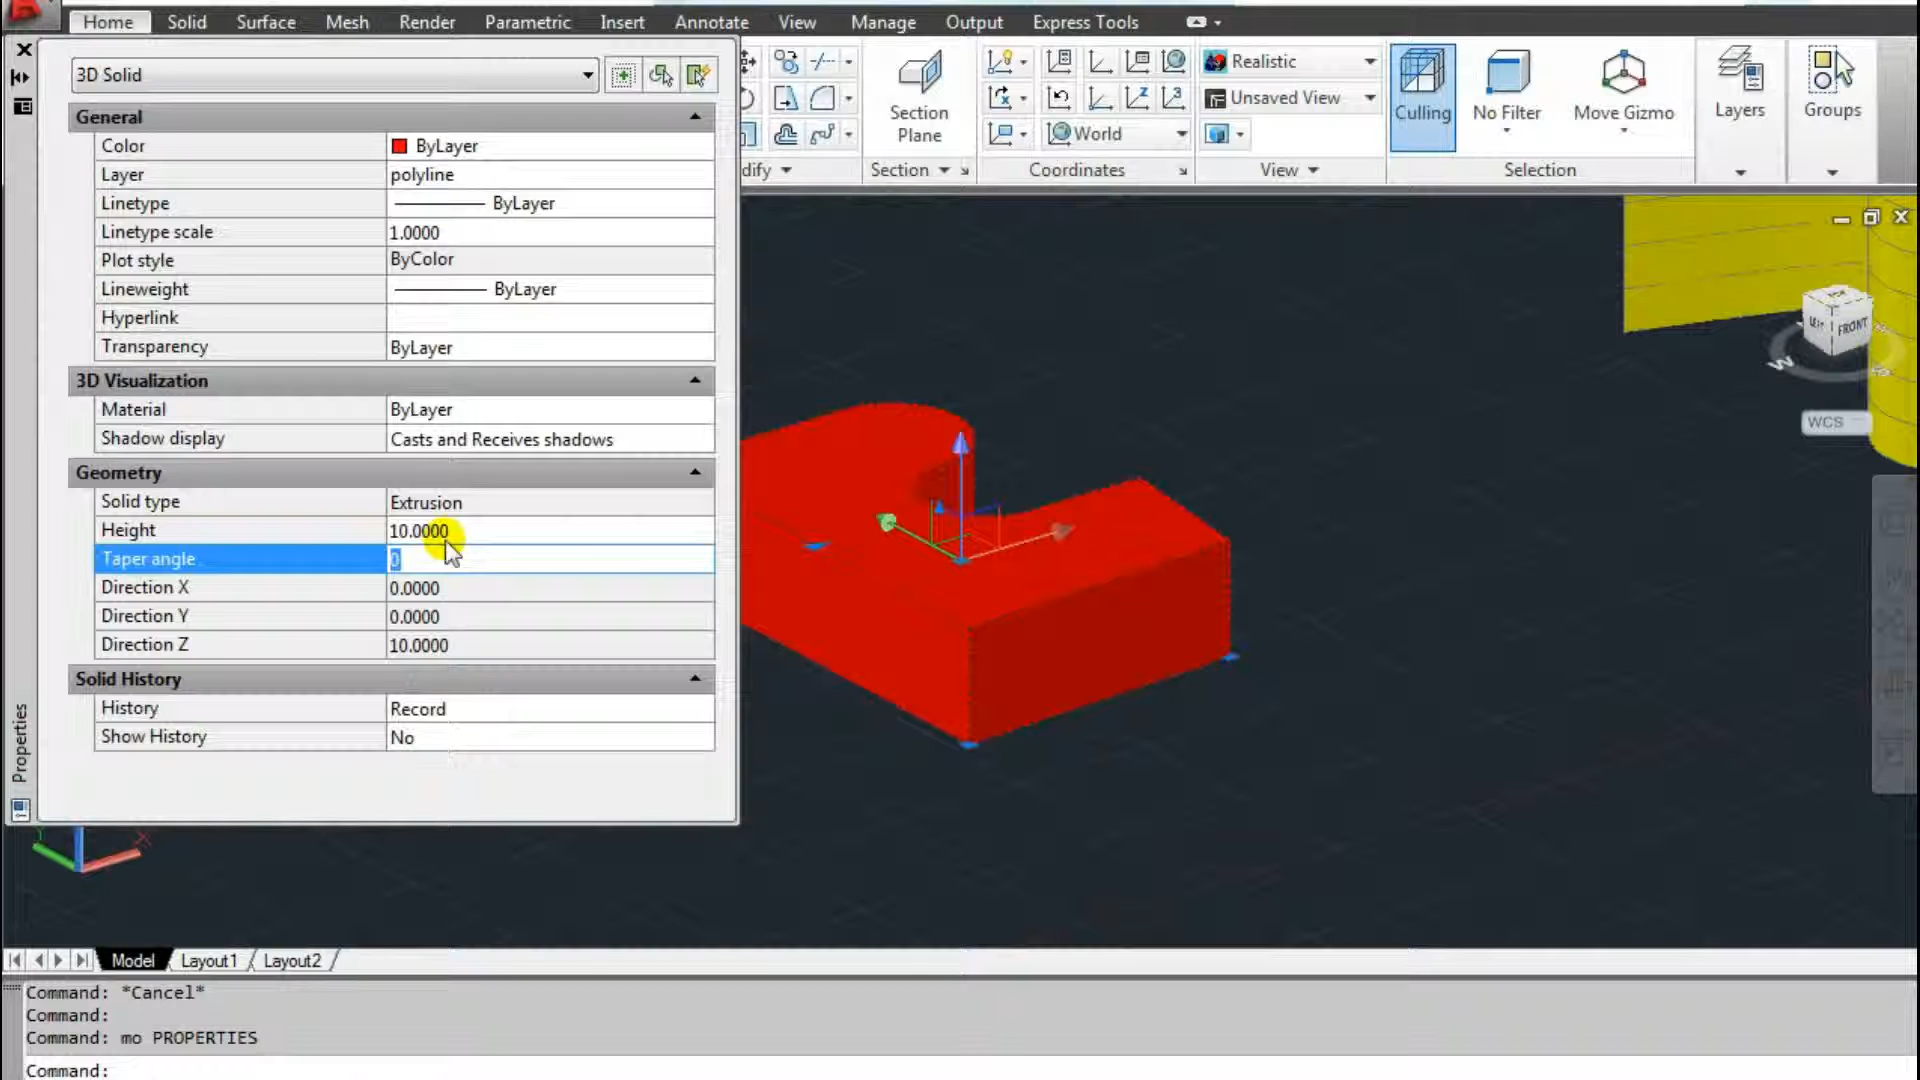 Home Solid Surface Mesh Render Parametric Insert Annotate View Manage Output Express Tools
3D Solid
General
Color ByLayer
Layer polyline
Linetype ByLayer
Linetype scale 1.0000
Plot style ByColor
Lineweight ByLayer
Hyperlink
Transparency ByLayer
3D Visualization
Material ByLayer
Shadow display Casts and Receives shadows
Geometry
Solid type Extrusion
Height 10.0000
Taper angle 0
Direction X 0.0000
Direction Y 0.0000
Direction Z 10.0000
Solid History
History Record
Show History No
Properties
dify
Section
Plane
Section
World
Coordinates
Realistic
Unsaved View
View
Culling
No Filter
Move Gizmo
Selection
Layers
Groups
FRONT
W
WCS
X
Model Layout1 Layout2
Command: *Cancel*
Command:
Command: mo PROPERTIES
Command: